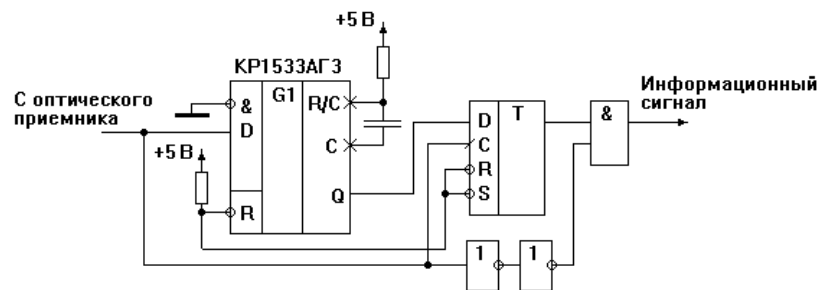 +5 В
КР1533АГ3
С оптического
приемника
&
D
G1
R/C
C
+5 В
R
Q
D
C
R
S
T
&
Информационный
сигнал
1
1